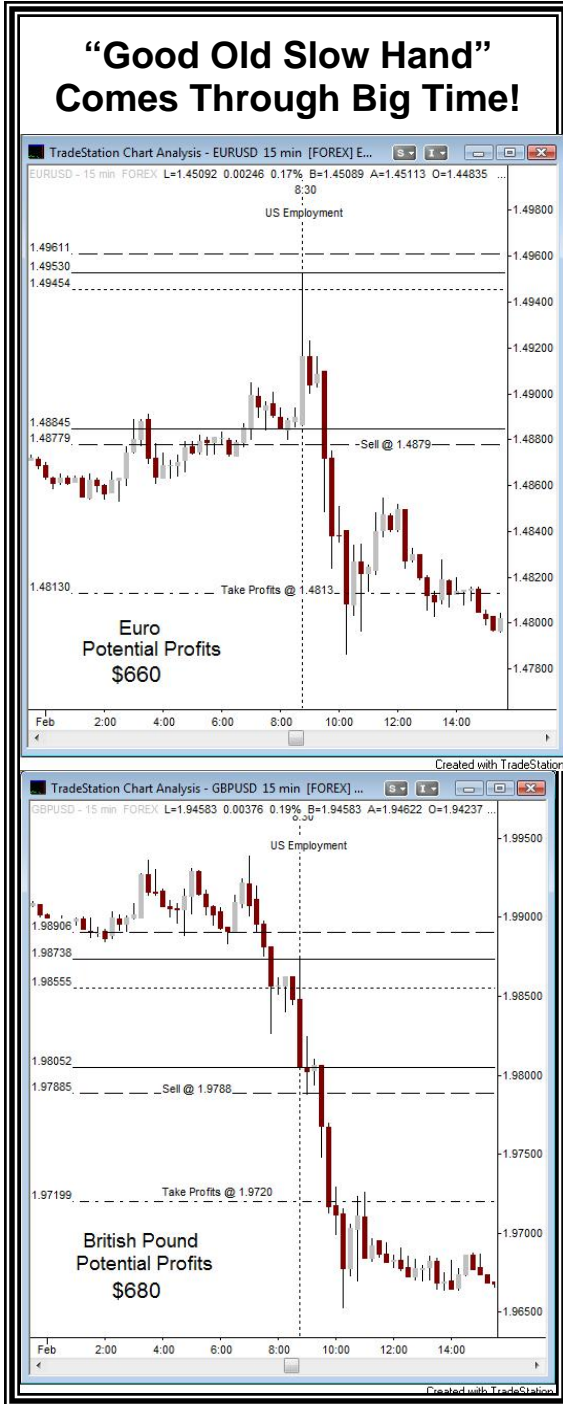 “Good Old Slow Hand”
Comes Through Big Time!
TradeStation Chart Analysis - EURUSD 15 min [FOREX] E...
S
I
EURUSD - 15 min FOREX L=1.45092 0.00246 0.17% B=1.45089 A=1.45113 O=1.44835 ...
8:30
US Employment
1.49800
1.49611
1.49600
1.49530
1.49454
1.49400
1.49200
1.49000
1.48845
1.48800
1.48779
Sell @ 1.4879
1.48600
1.48400
1.48200
1.48130
Take Profits @ 1.4813
1.48000
1.47800
Euro
Potential Profits
$660
Feb 2:00 4:00 6:00 8:00 10:00 12:00 14:00
Created with TradeStation
TradeStation Chart Analysis - GBPUSD 15 min [FOREX] ...
S
I
GBPUSD - 15 min FOREX L=1.94583 0.00376 0.19% B=1.94583 A=1.94622 O=1.94237 ...
8:30
US Employment
1.99500
1.99000
1.98906
1.98738
1.98555
1.98500
1.98052
1.98000
1.97885
Sell @ 1.9788
1.97500
1.97199
Take Profits @ 1.9720
1.97000
1.96500
British Pound
Potential Profits
$680
Feb 2:00 4:00 6:00 8:00 10:00 12:00 14:00
Created with TradeStation